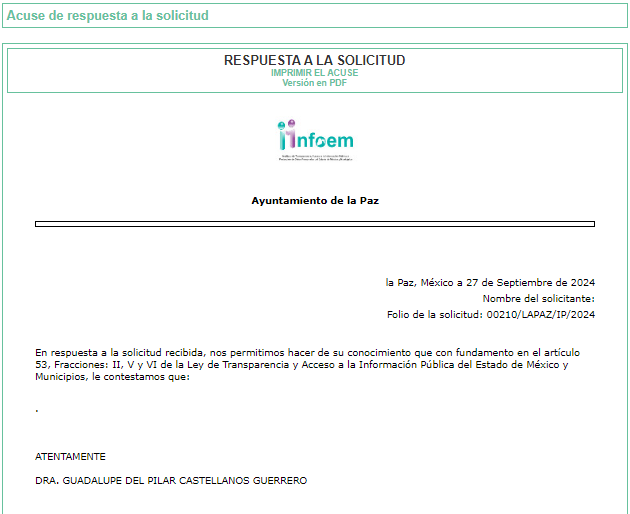 Acuse de respuesta a la solicitud
RESPUESTA A LA SOLICITUD
IMPRIMIR EL ACUSE
Versión en PDF
infoem
Ayuntamiento de la Paz
la Paz, México a 27 de Septiembre de 2024
Nombre del solicitante:
Folio de la solicitud: 00210/LAPAZ/IP/2024
En respuesta a la solicitud recibida, nos permitimos hacer de su conocimiento que con fundamento en el artículo
53, Fracciones: II, V y VI de la Ley de Transparencia y Acceso a la Información Pública del Estado de México y
Municipios, le contestamos que:
.
ATENTAMENTE
DRA. GUADALUPE DEL PILAR CASTELLANOS GUERRERO